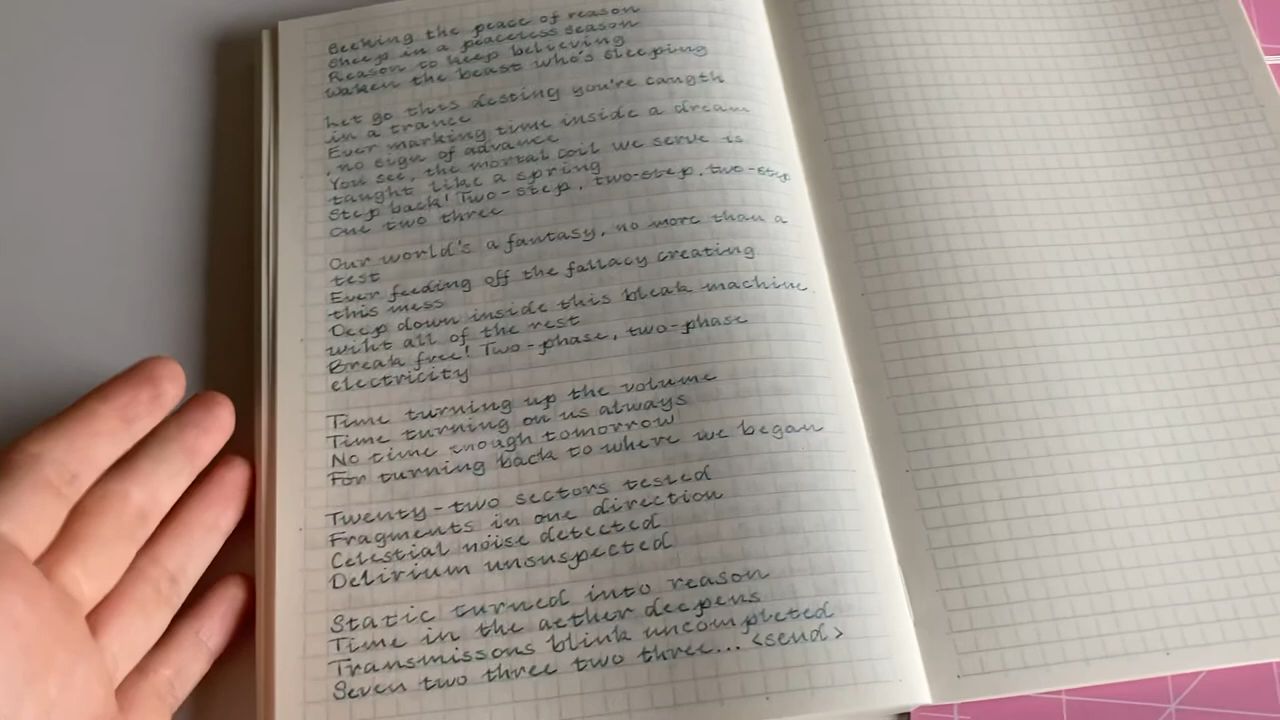 Seeking the peace of reason
Sheep in a peaceless season
Reason to keep believing
Waken the beast who's sleeping
Let go this destiny you're caugth
in a trance
Ever marking time inside a dream
, no sign of advance
You see, the mortal coil we serve is
taught like a spring
Step back! Two-step, two-step, two-step
one two three
Our world's a fantasy, no more than a
test
Ever feeding off the fallacy creating
this mess
Deep down inside this bleak machine
wiht all of the rest
Break free! Two-phase, two-phase
electricity
Time turning up the volume
Time turning on us always
No time enough tomorrow
For turning back to where we began
Twenty-two sectors tested
Fragments in one direction
Celestial noise detected
Delirium unsuspected
Static turned into reason
Time in the aether deepens
Transmissons blink uncompleted
Seven two three two three... <send>